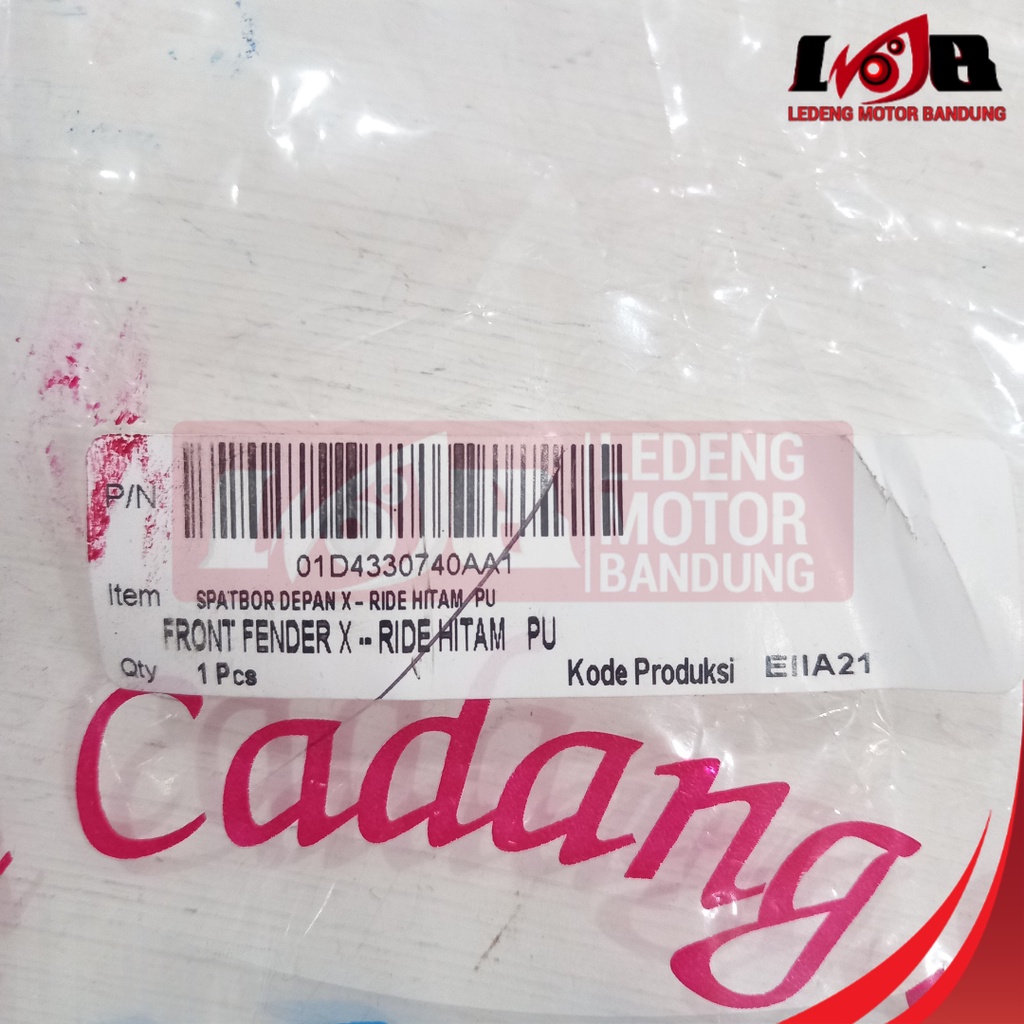 LMB
LEDENG MOTOR BANDUNG
LEDENG
MOTOR
BANDUNG
P/N
01D4330740AA1
Item SPATBOR DEPAN X - RIDE HITAM PU
FRONT FENDER X -- RIDE HITAM PU
Qty 1 Pcs Kode Produksi EIIA21
Cadang